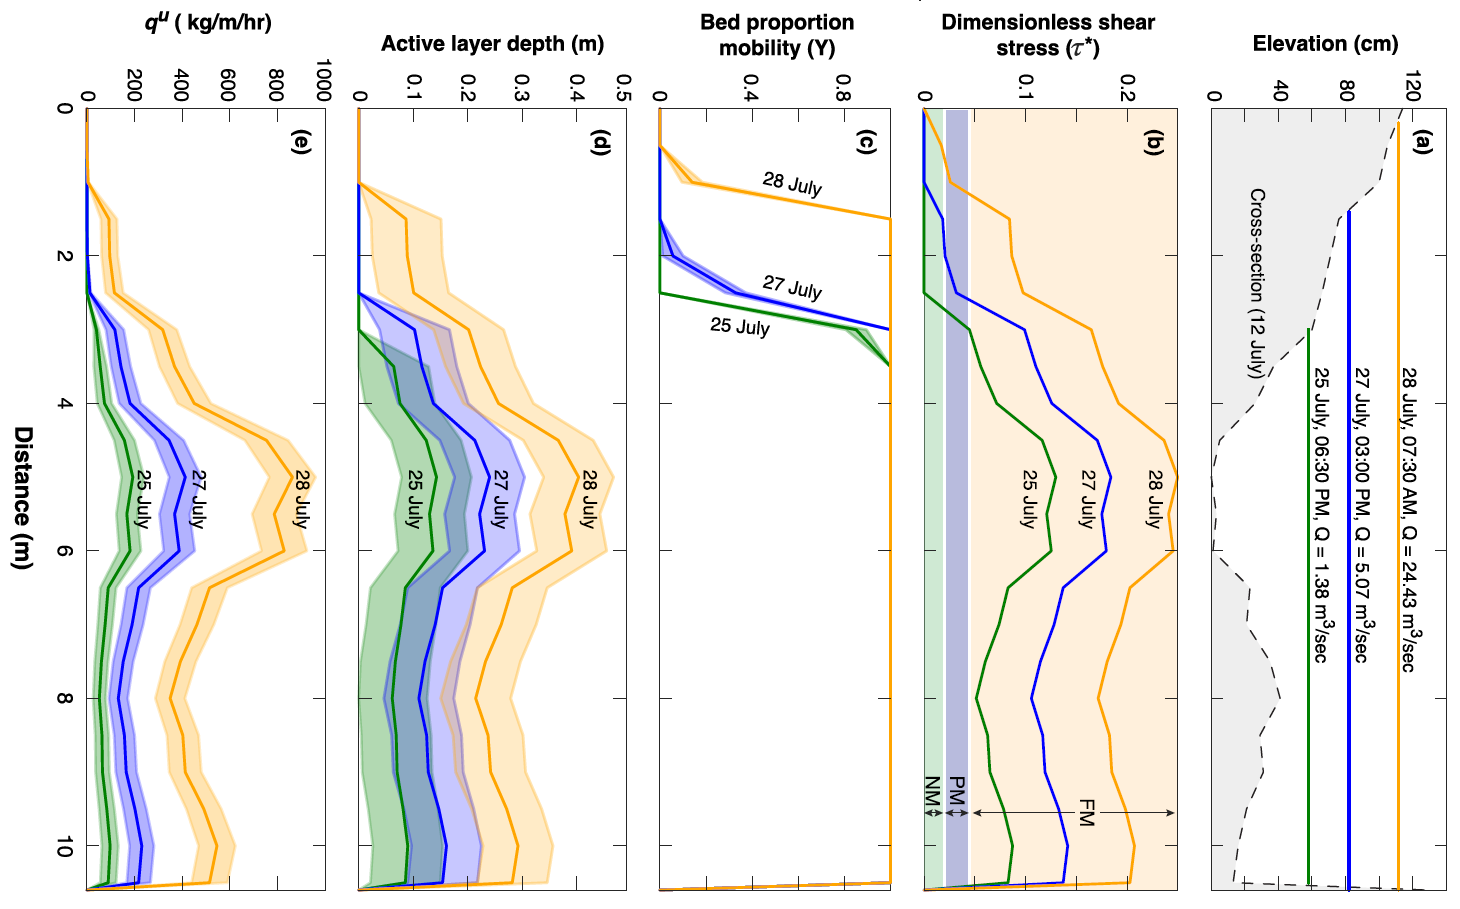 qᵘ ( kg/m/hr)
0
200
400
600
800
1000
(e)
28 July
27 July
25 July
0
2
4
6
8
10
Distance (m)
Active layer depth (m)
0
0.1
0.2
0.3
0.4
0.5
(d)
28 July
27 July
25 July
Bed proportion
mobility (Y)
0
0.4
0.8
(c)
28 July
27 July
25 July
Dimensionless shear
stress (τ*)
0
0.1
0.2
(b)
28 July
27 July
25 July
NM
PM
FM
Elevation (cm)
0
40
80
120
(a)
Cross-section (12 July)
28 July, 07:30 AM, Q = 24.43 m³/sec
27 July, 03:00 PM, Q = 5.07 m³/sec
25 July, 06:30 PM, Q = 1.38 m³/sec